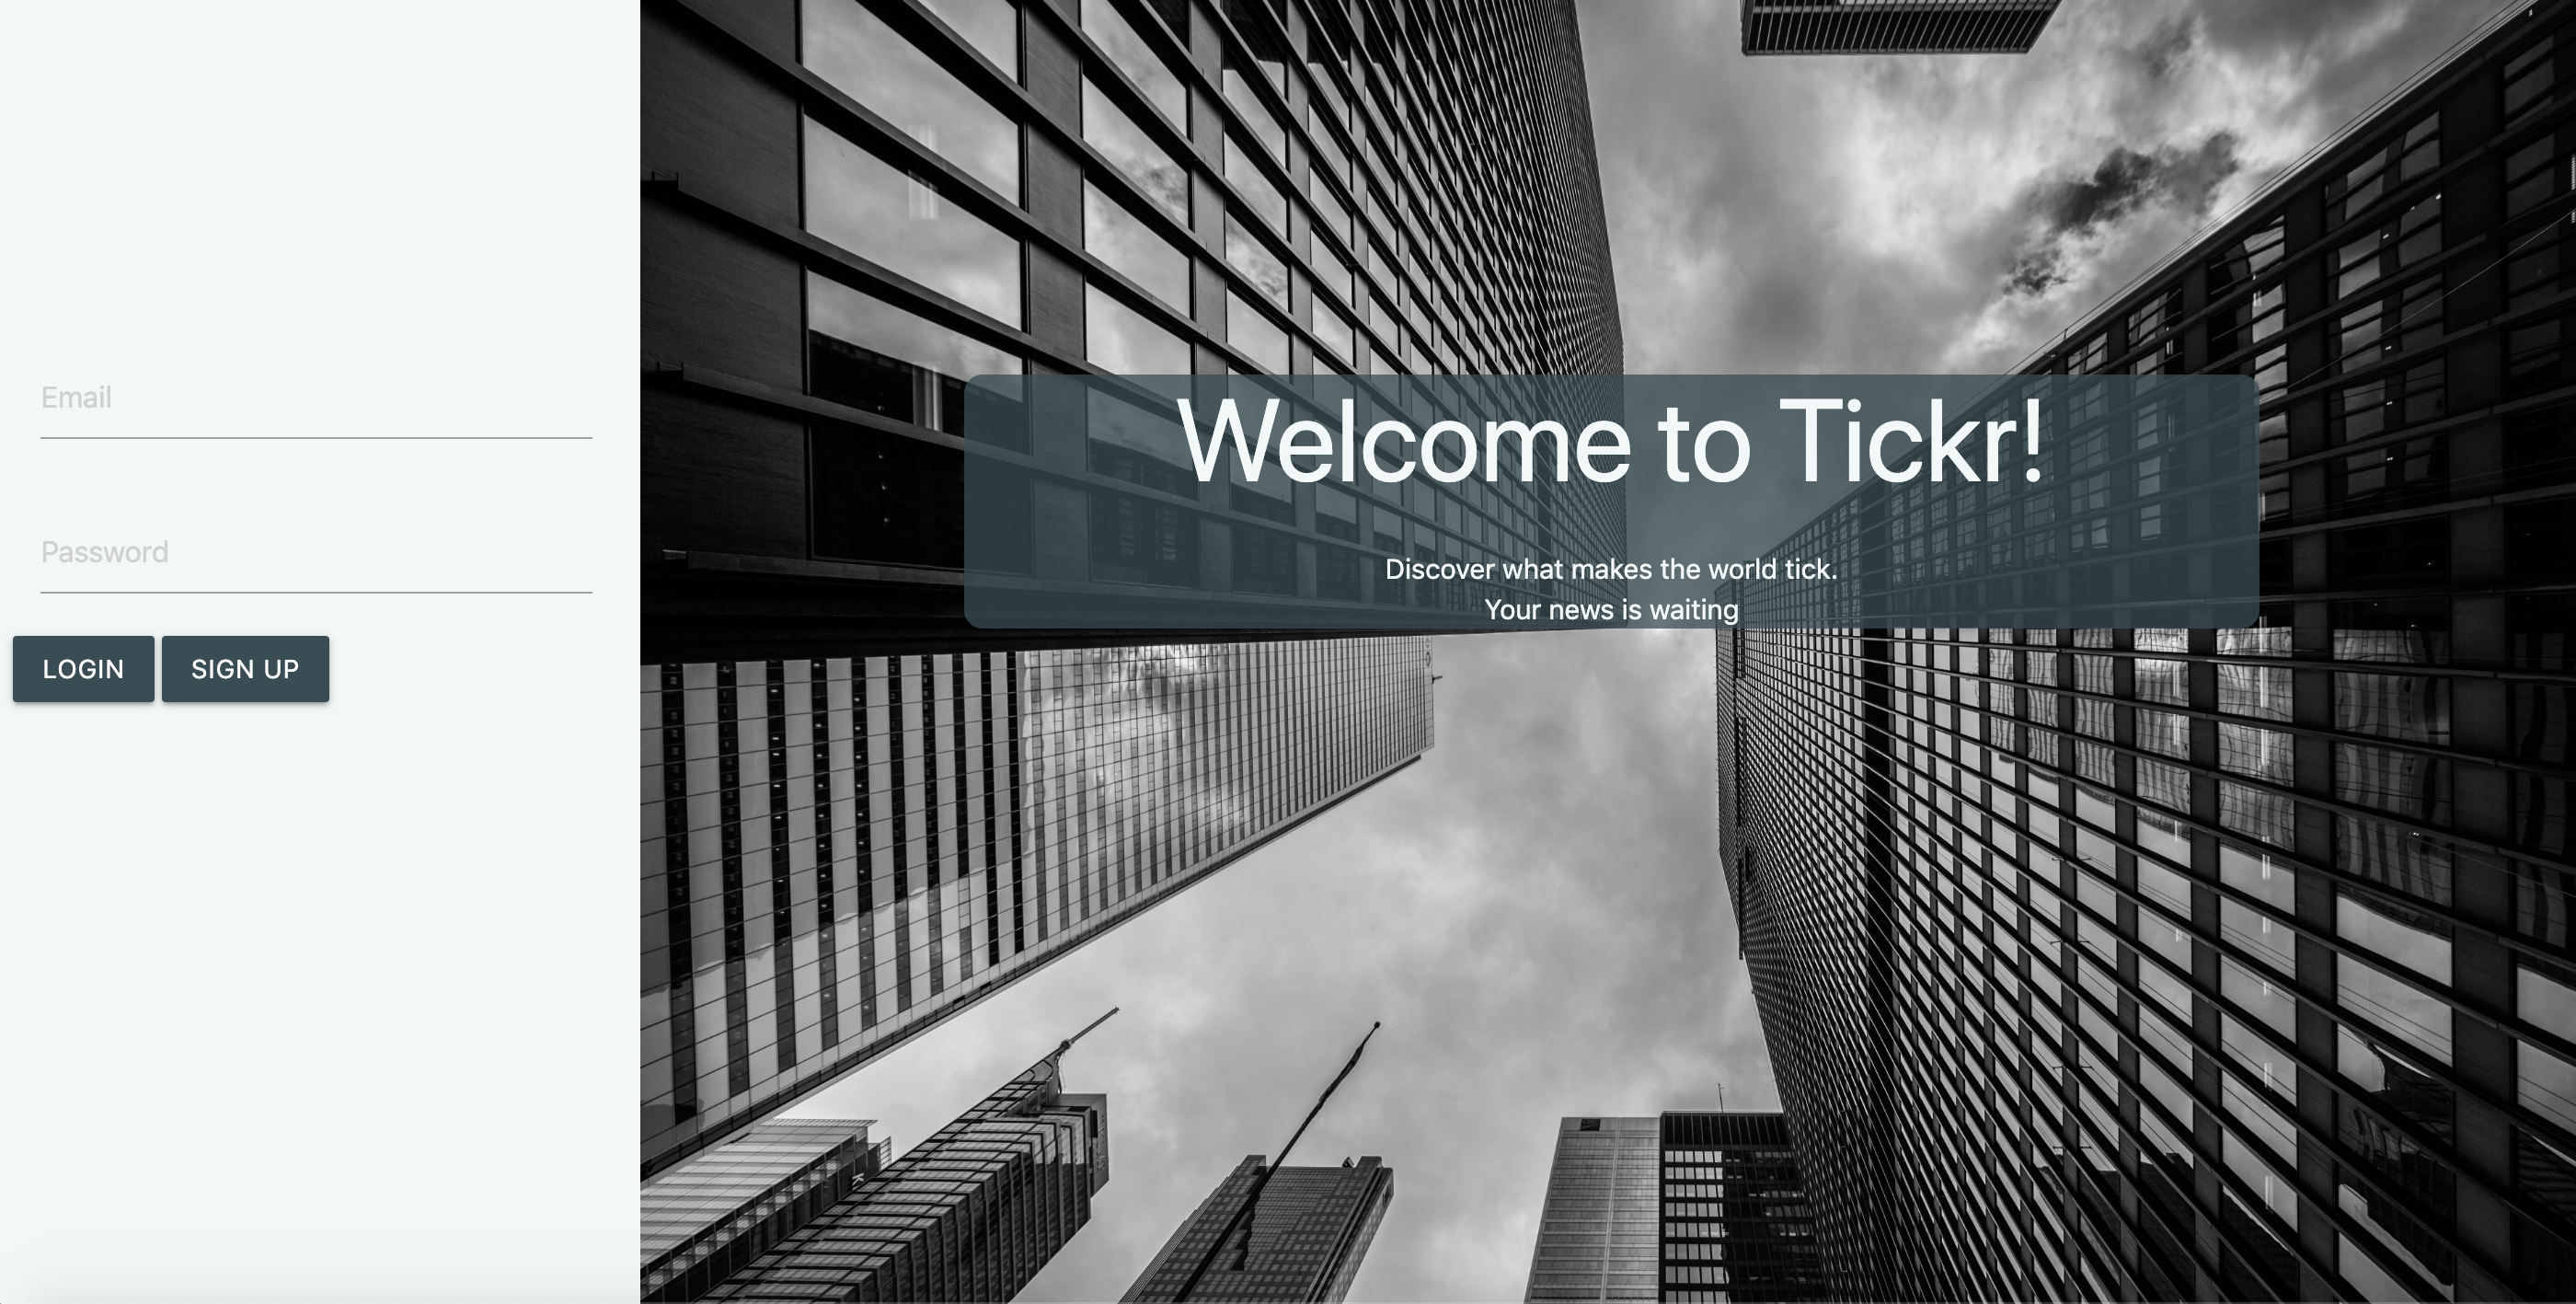 Email
Password
LOGIN
SIGN UP
Welcome to Tickr!
Discover what makes the world tick.
Your news is waiting